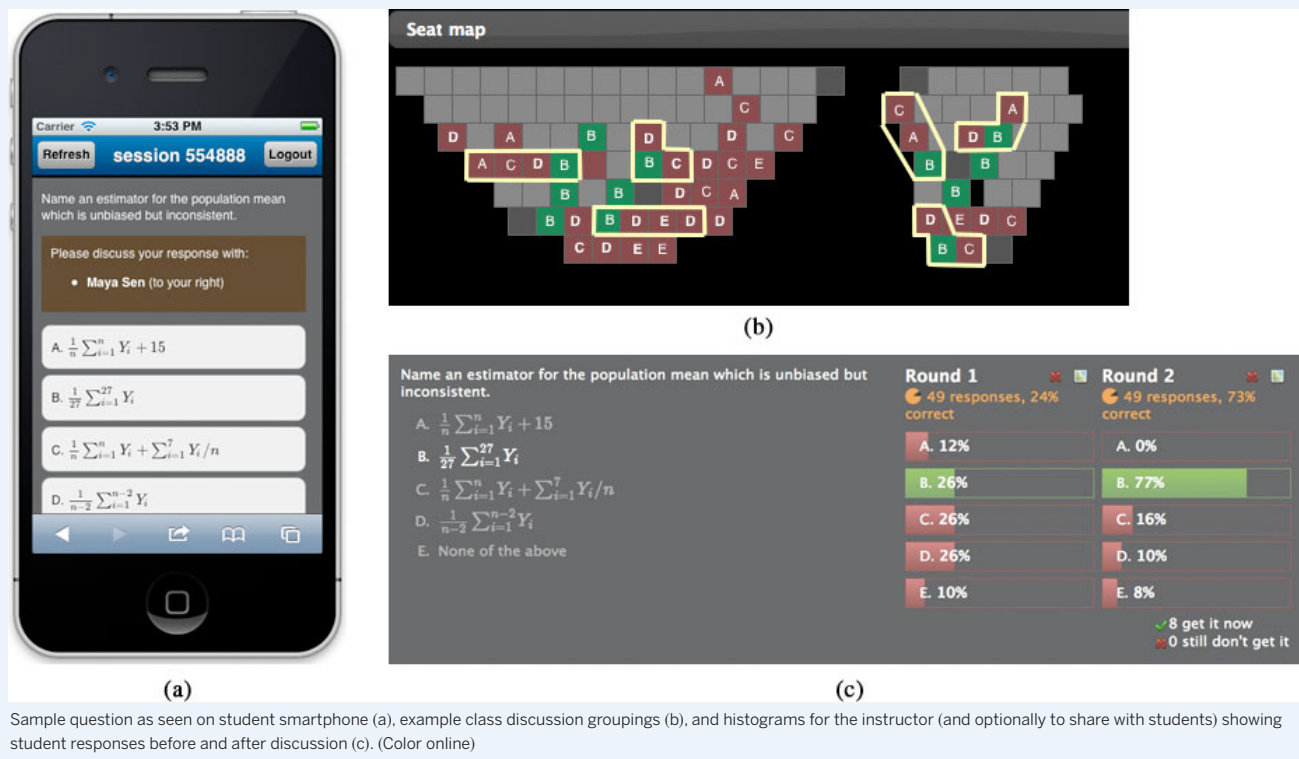 Carrier 3:53 PM
Refresh session 554888 Logout
Name an estimator for the population mean
which is unbiased but inconsistent.
Please discuss your response with:
• Maya Sen (to your right)
A. \frac{1}{n} \sum_{i=1}^{n} Y_i + 15
B. \frac{1}{27} \sum_{i=1}^{27} Y_i
C. \frac{1}{n} \sum_{i=1}^{n} Y_i + \sum_{i=1}^{7} Y_i/n
D. \frac{1}{n-2} \sum_{i=1}^{n-2} Y_i
(a)
Seat map
A
C
D A B D D C
A C D B B C D C E
B B D C A
B D B D E D D
C D E E
C A
A D B
B B
B
D E D C
B C
(b)
Name an estimator for the population mean which is unbiased but
inconsistent.
A. \frac{1}{n} \sum_{i=1}^{n} Y_i + 15
B. \frac{1}{27} \sum_{i=1}^{27} Y_i
C. \frac{1}{n} \sum_{i=1}^{n} Y_i + \sum_{i=1}^{7} Y_i/n
D. \frac{1}{n-2} \sum_{i=1}^{n-2} Y_i
E. None of the above
Round 1
49 responses, 24%
correct
A. 12%
B. 26%
C. 26%
D. 26%
E. 10%
Round 2
49 responses, 73%
correct
A. 0%
B. 77%
C. 16%
D. 10%
E. 8%
8 get it now
0 still don't get it
(c)
Sample question as seen on student smartphone (a), example class discussion groupings (b), and histograms for the instructor (and optionally to share with students) showing
student responses before and after discussion (c). (Color online)